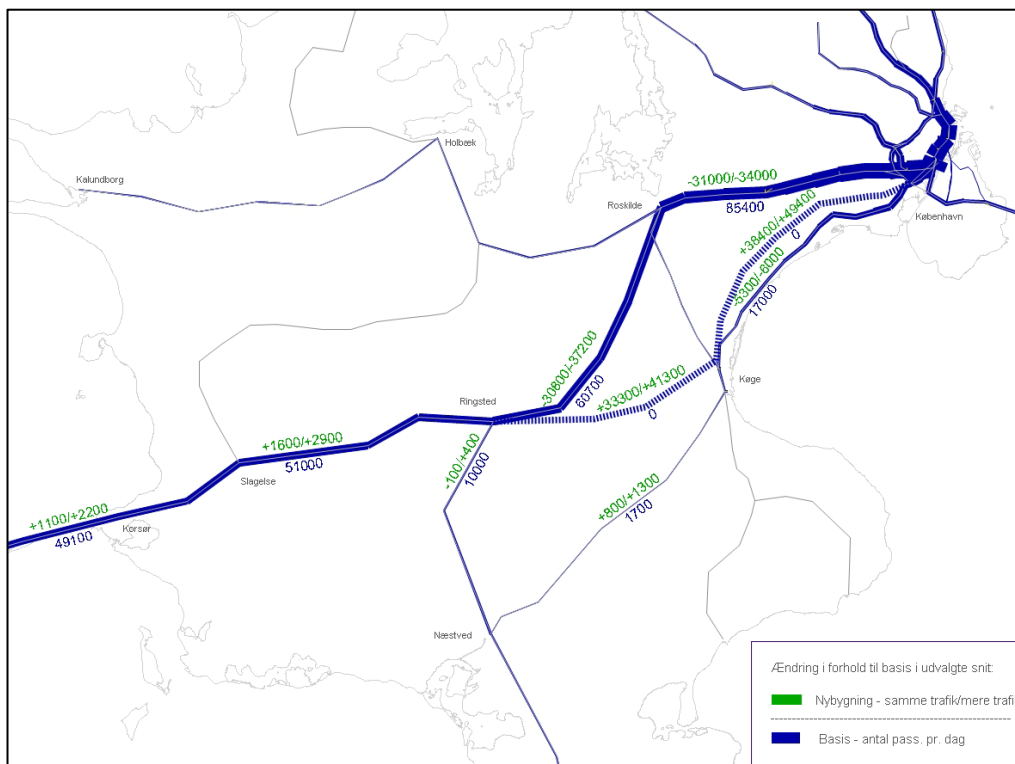 Holbæk
Kalundborg
-31000/-34000
Roskilde
85400
København
+38400/+49400
0
-5300/-6000
17000
-30800/-37200
60700
Køge
+33300/+41300
0
Ringsted
+1600/+2900
51000
Slagelse
-100/+400
10000
+1100/+2200
49100
Korsør
+800/+1300
1700
Næstved
Ændring i forhold til basis i udvalgte snit:
Nybygning - samme trafik/mere trafi
Basis - antal pass. pr. dag